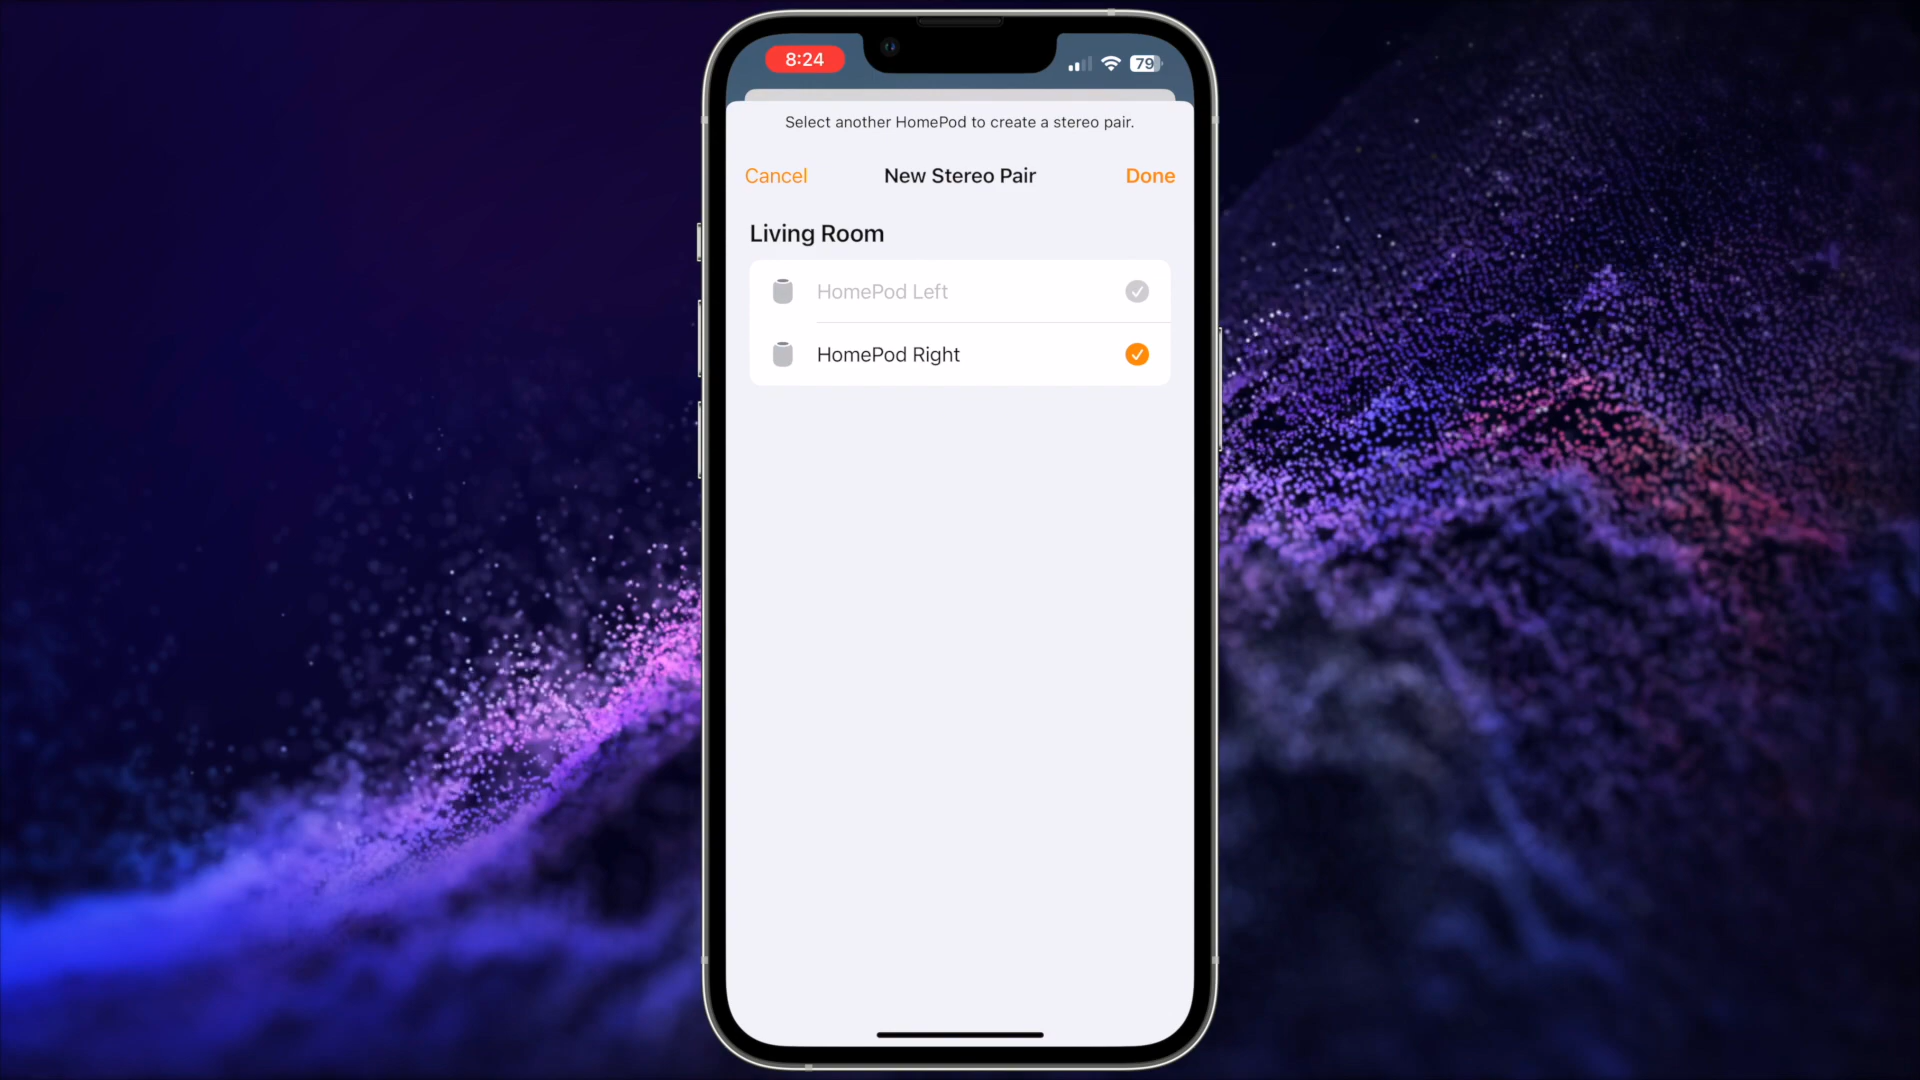 8:24
79
Select another HomePod to create a stereo pair.
Cancel
New Stereo Pair
Done
Living Room
HomePod Left
HomePod Right